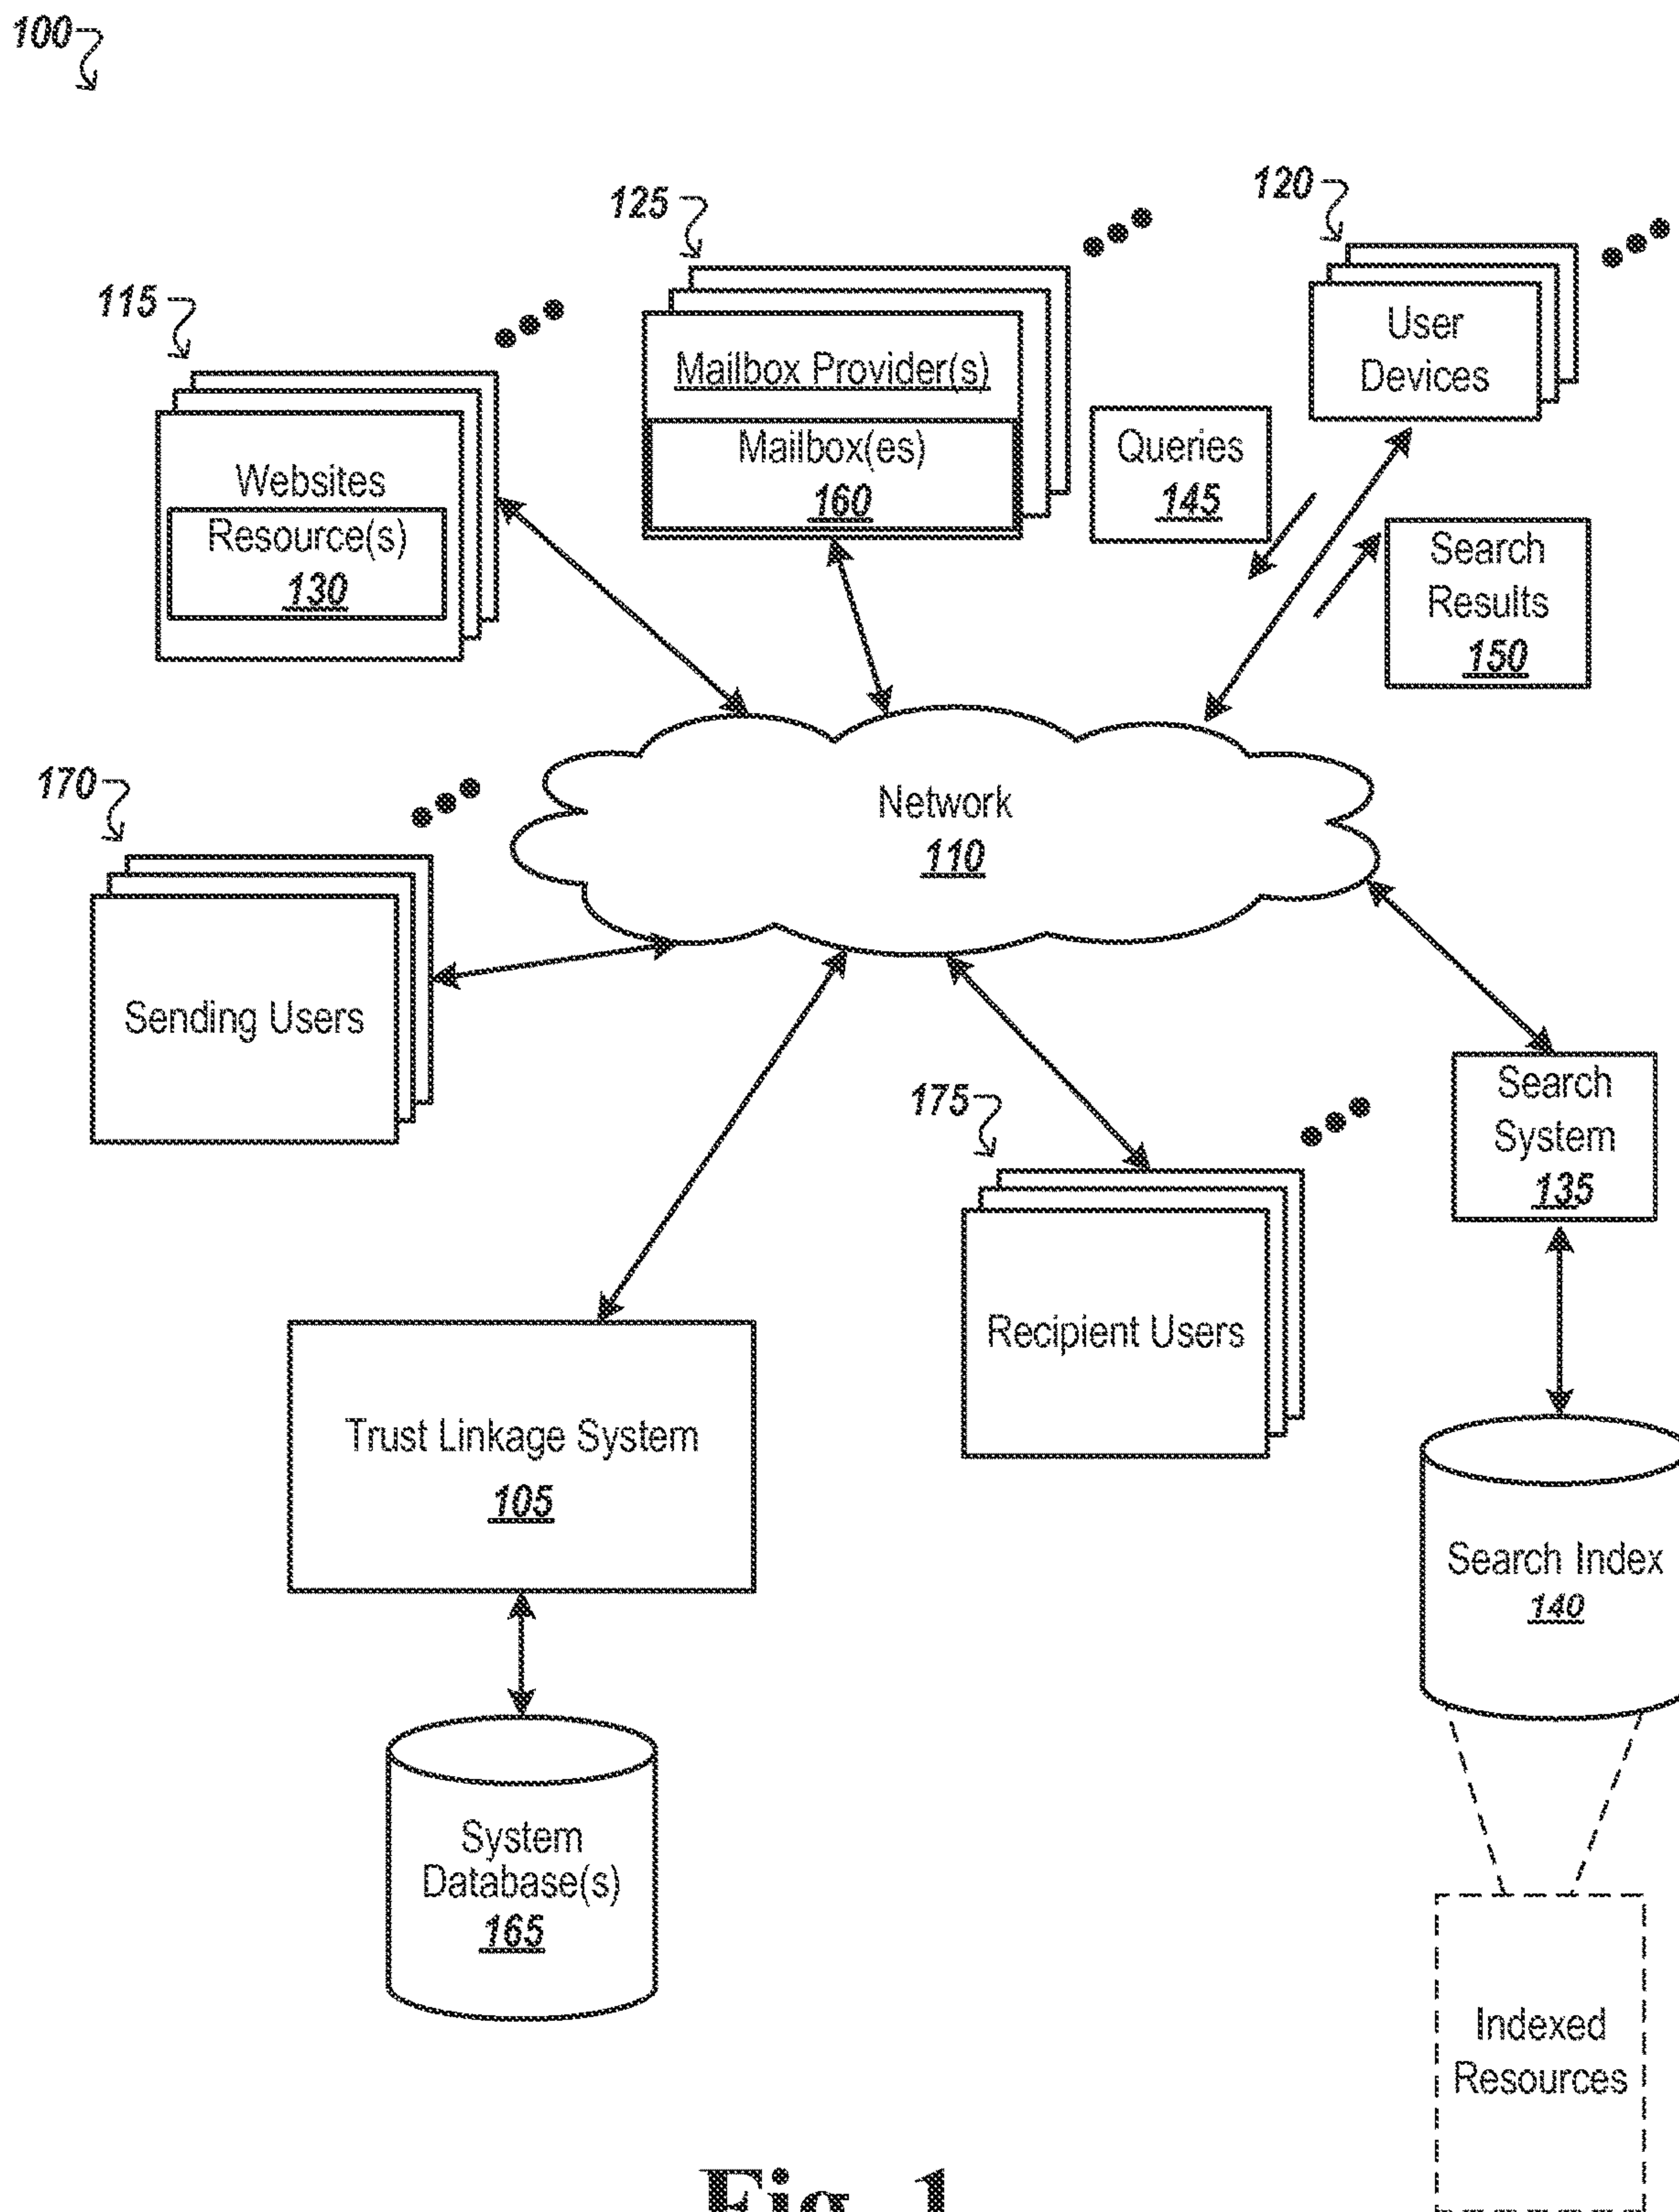 100
125
120
115
User
Devices
Mailbox Provider(s)
Mailbox(es)
160
Queries
145
Websites
Resource(s)
130
Search
Results
150
170
Network
110
Sending Users
175
Search
System
135
Recipient Users
Trust Linkage System
105
Search Index
140
System
Database(s)
165
Indexed
Resources
Fig. 1